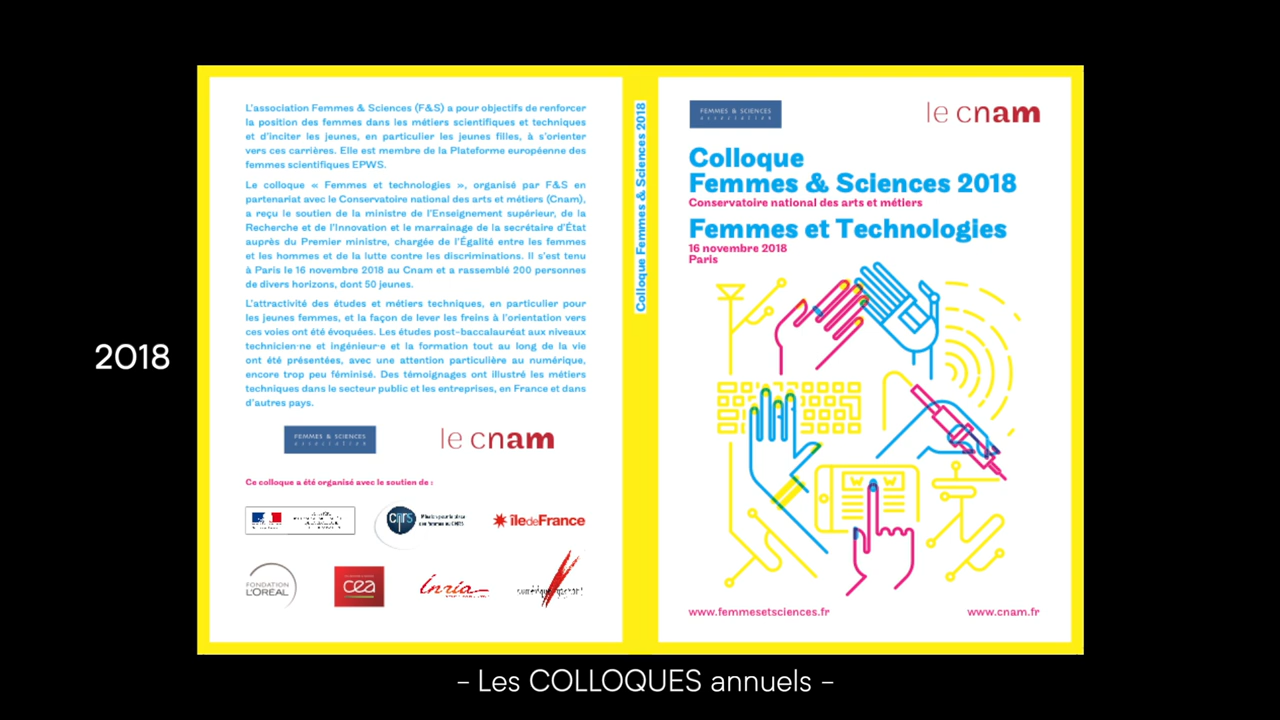 L'association Femmes & Sciences (F&S) a pour objectifs de renforcer
la position des femmes dans les métiers scientifiques et techniques
et d'inciter les jeunes, en particulier les jeunes filles, à s'orienter
vers ces carrières. Elle est membre de la Plateforme européenne des
femmes scientifiques EPWS.
Le colloque « Femmes et technologies », organisé par F&S en
partenariat avec le Conservatoire national des arts et métiers (Cnam),
a reçu le soutien de la ministre de l'Enseignement supérieur, de la
Recherche et de l'Innovation et le marrainage de la secrétaire d'État
auprès du Premier ministre, chargée de l'Égalité entre les femmes
et les hommes et de la lutte contre les discriminations. Il s'est tenu
à Paris le 16 novembre 2018 au Cnam et a rassemblé 200 personnes
de divers horizons, dont 50 jeunes.
L'attractivité des études et métiers techniques, en particulier pour
les jeunes femmes, et la façon de lever les freins à l'orientation vers
ces voies ont été évoquées. Les études post-baccalauréat aux niveaux
technicien·ne et ingénieur·e et la formation tout au long de la vie
ont été présentées, avec une attention particulière au numérique,
encore trop peu féminisé. Des témoignages ont illustré les métiers
techniques dans le secteur public et les entreprises, en France et dans
d'autres pays.
FEMMES & SCIENCES
association
le cnam
Ce colloque a été organisé avec le soutien de :
cnrs
île de France
FONDATION
L'ORÉAL
cea
Inria
Colloque Femmes & Sciences 2018
FEMMES & SCIENCES
association
le cnam
Colloque
Femmes & Sciences 2018
Conservatoire national des arts et métiers
Femmes et Technologies
16 novembre 2018
Paris
W W
www.femmesetsciences.fr
www.cnam.fr
2018
- Les COLLOQUES annuels -